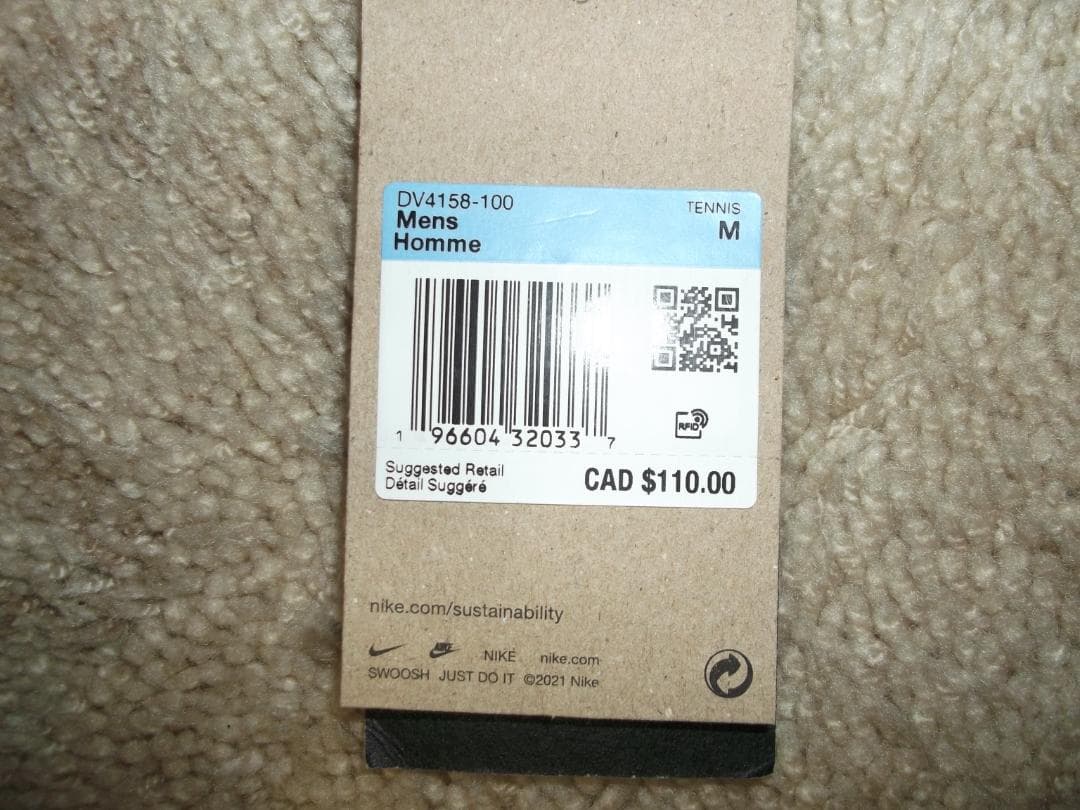 DV4158-100
Mens
Homme
TENNIS
M
1 96604 32033 7
RFID
Suggested Retail
Détail Suggéré
CAD $110.00
nike.com/sustainability
NIKE NIKE nike.com
SWOOSH JUST DO IT ©2021 Nike